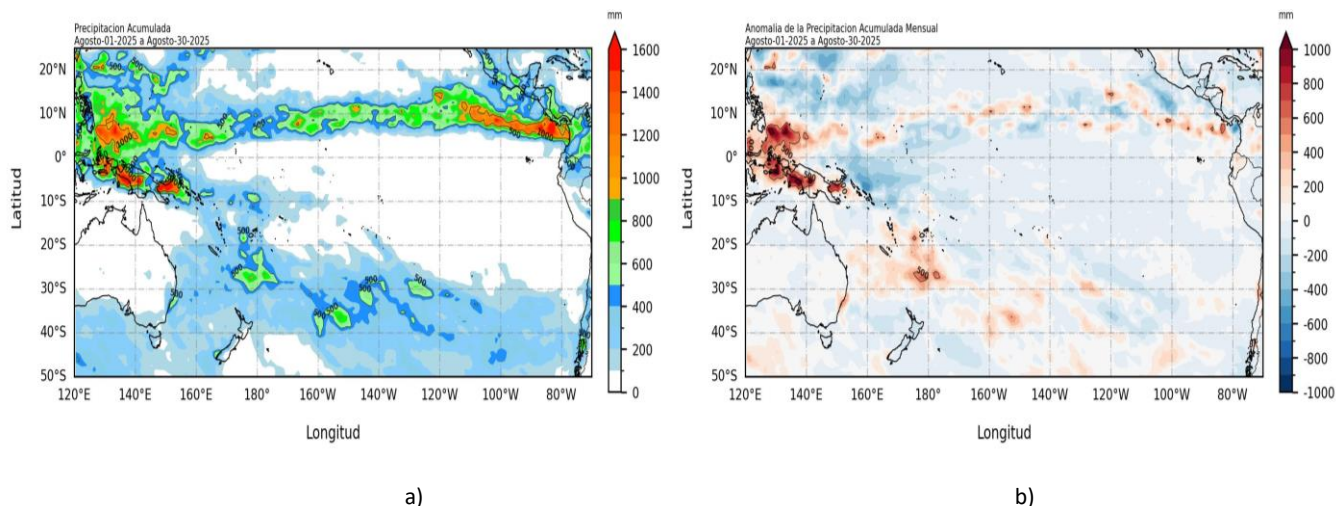 mm
Precipitacion Acumulada
Agosto-01-2025 a Agosto-30-2025
20°N
10°N
0°
10°S
20°S
30°S
40°S
50°S
Latitud
120°E 140°E 160°E 180° 160°W 140°W 120°W 100°W 80°W
Longitud
1600
1400
1200
1000
800
600
400
200
0
500
a)
mm
Anomalia de la Precipitacion Acumulada Mensual
Agosto-01-2025 a Agosto-30-2025
20°N
10°N
0°
10°S
20°S
30°S
40°S
50°S
Latitud
120°E 140°E 160°E 180° 160°W 140°W 120°W 100°W 80°W
Longitud
1000
800
600
400
200
0
-200
-400
-600
-800
-1000
500
b)